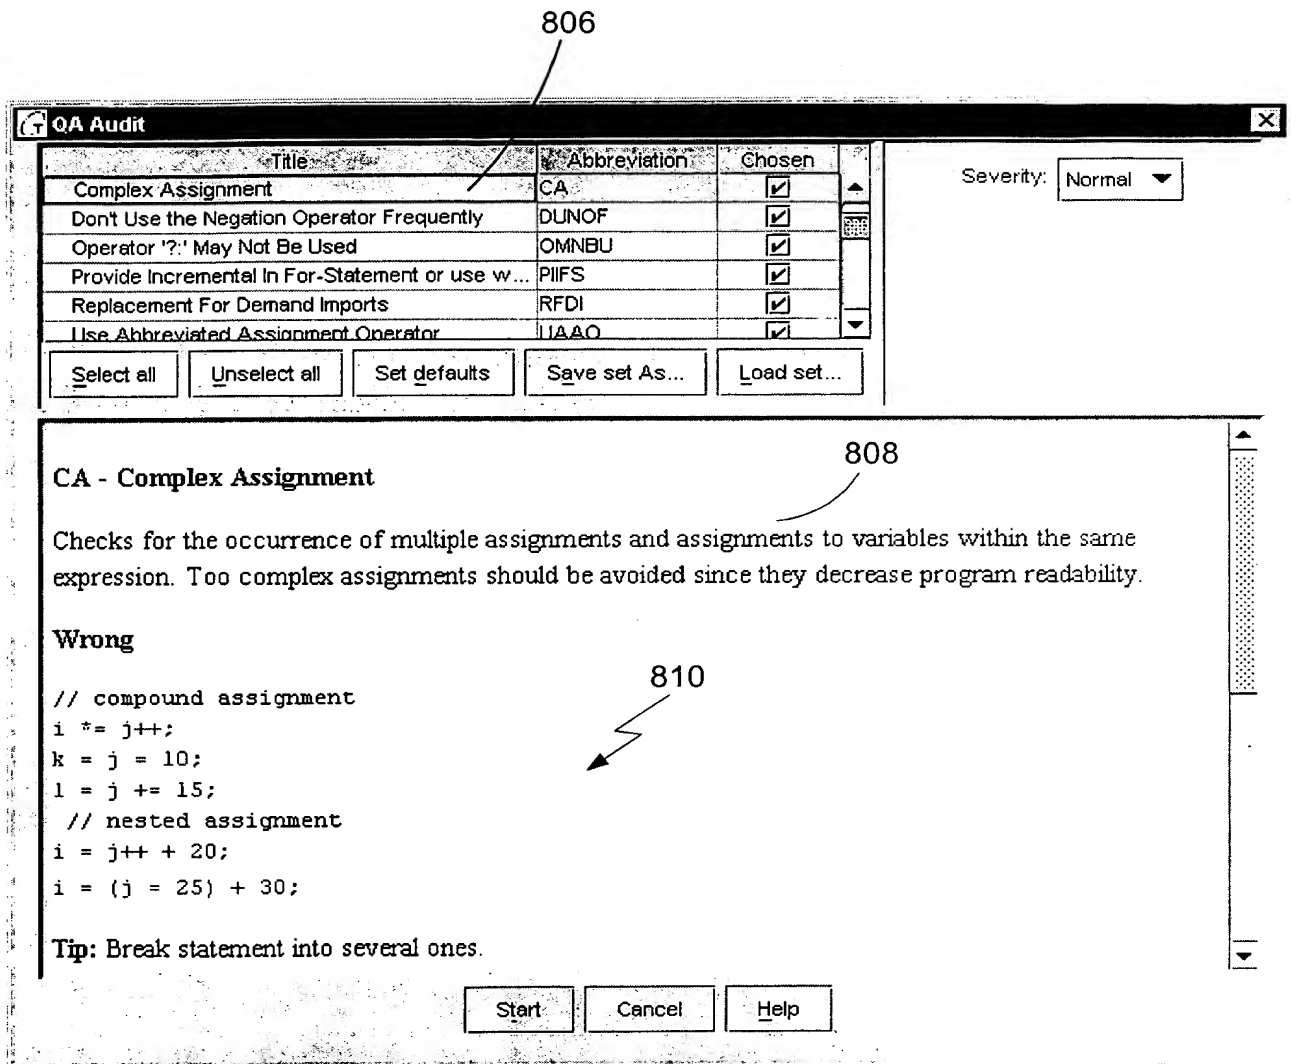 806
QA Audit
Title Abbreviation Chosen
Complex Assignment CA
Don't Use the Negation Operator Frequently DUNOF
Operator '?:' May Not Be Used OMNBU
Provide Incremental In For-Statement or use w... PIIFS
Replacement For Demand Imports RFDI
Use Abbreviated Assignment Operator UAAO
Severity: Normal
Select all Unselect all Set defaults Save set As... Load set...
808
CA - Complex Assignment
Checks for the occurrence of multiple assignments and assignments to variables within the same
expression. Too complex assignments should be avoided since they decrease program readability.
Wrong
810
// compound assignment
i *= j++;
k = j = 10;
l = j += 15;
// nested assignment
i = j++ + 20;
i = (j = 25) + 30;
Tip: Break statement into several ones.
Start Cancel Help